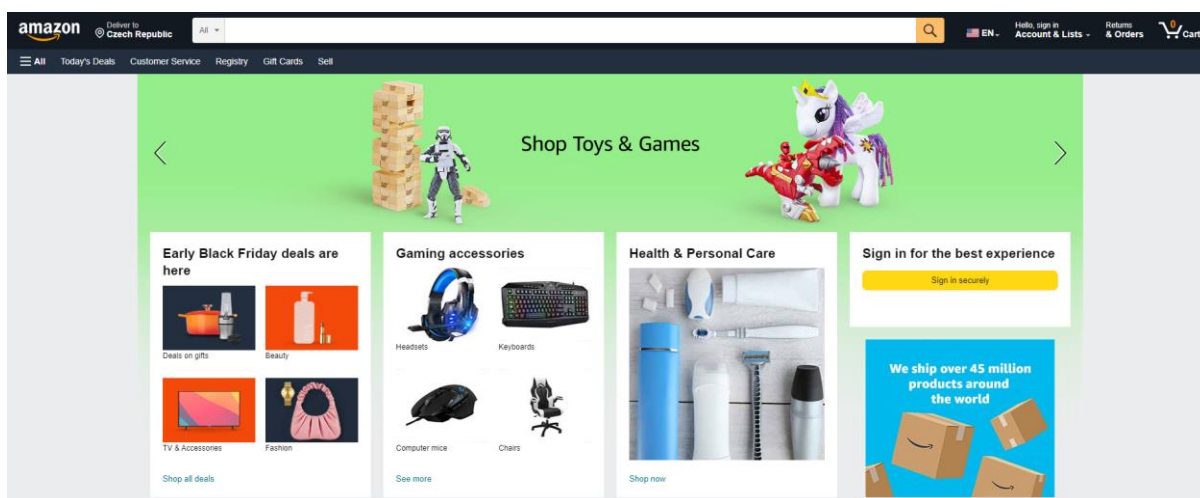 amazon
Deliver to
Czech Republic
All
EN
Hello, sign in
Account & Lists
Returns
& Orders
0
Cart
All
Today's Deals
Customer Service
Registry
Gift Cards
Sell
Shop Toys & Games
Early Black Friday deals are
here
Deals on gifts
Beauty
TV & Accessories
Fashion
Shop all deals
Gaming accessories
Headsets
Keyboards
Computer mice
Chairs
See more
Health & Personal Care
Shop now
Sign in for the best experience
Sign in securely
We ship over 45 million
products around
the world